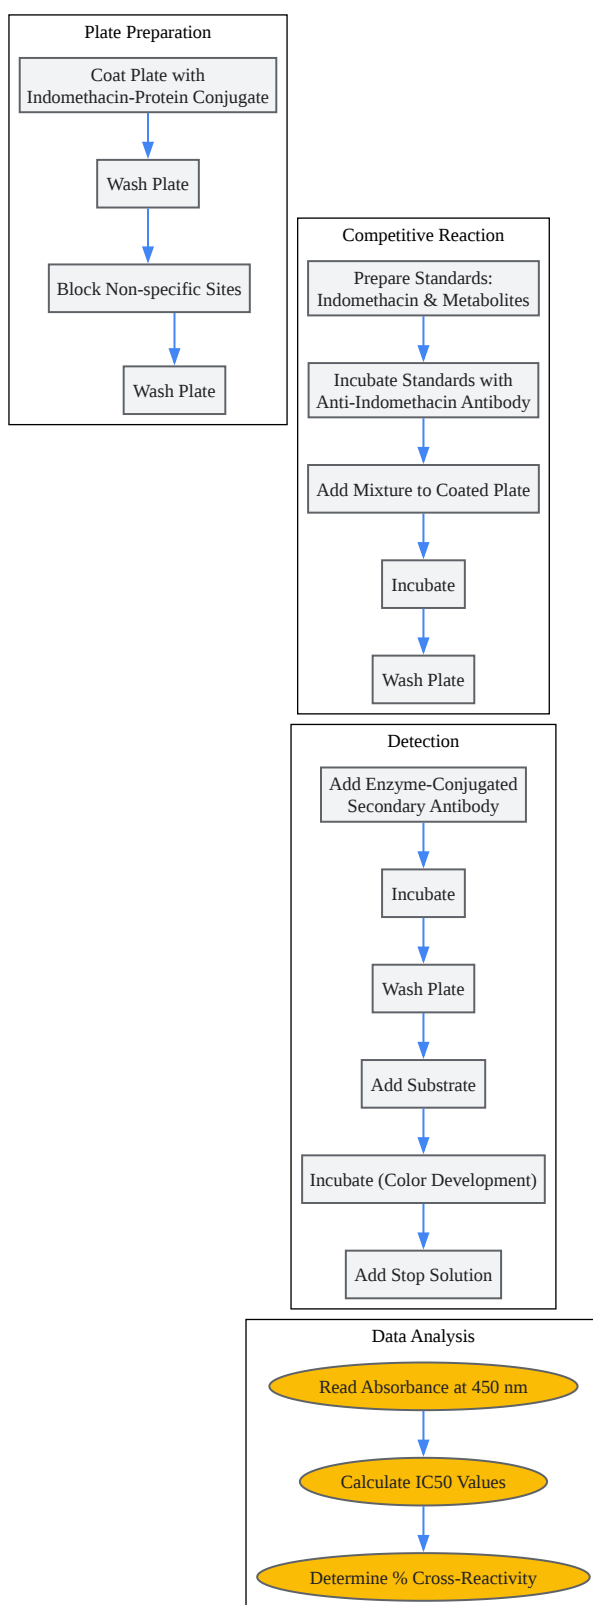 Plate Preparation
Coat Plate with
Indomethacin-Protein Conjugate
Wash Plate
Block Non-specific Sites
Wash Plate
Competitive Reaction
Prepare Standards:
Indomethacin & Metabolites
Incubate Standards with
Anti-Indomethacin Antibody
Add Mixture to Coated Plate
Incubate
Wash Plate
Detection
Add Enzyme-Conjugated
Secondary Antibody
Incubate
Wash Plate
Add Substrate
Incubate (Color Development)
Add Stop Solution
Data Analysis
Read Absorbance at 450 nm
Calculate IC50 Values
Determine % Cross-Reactivity